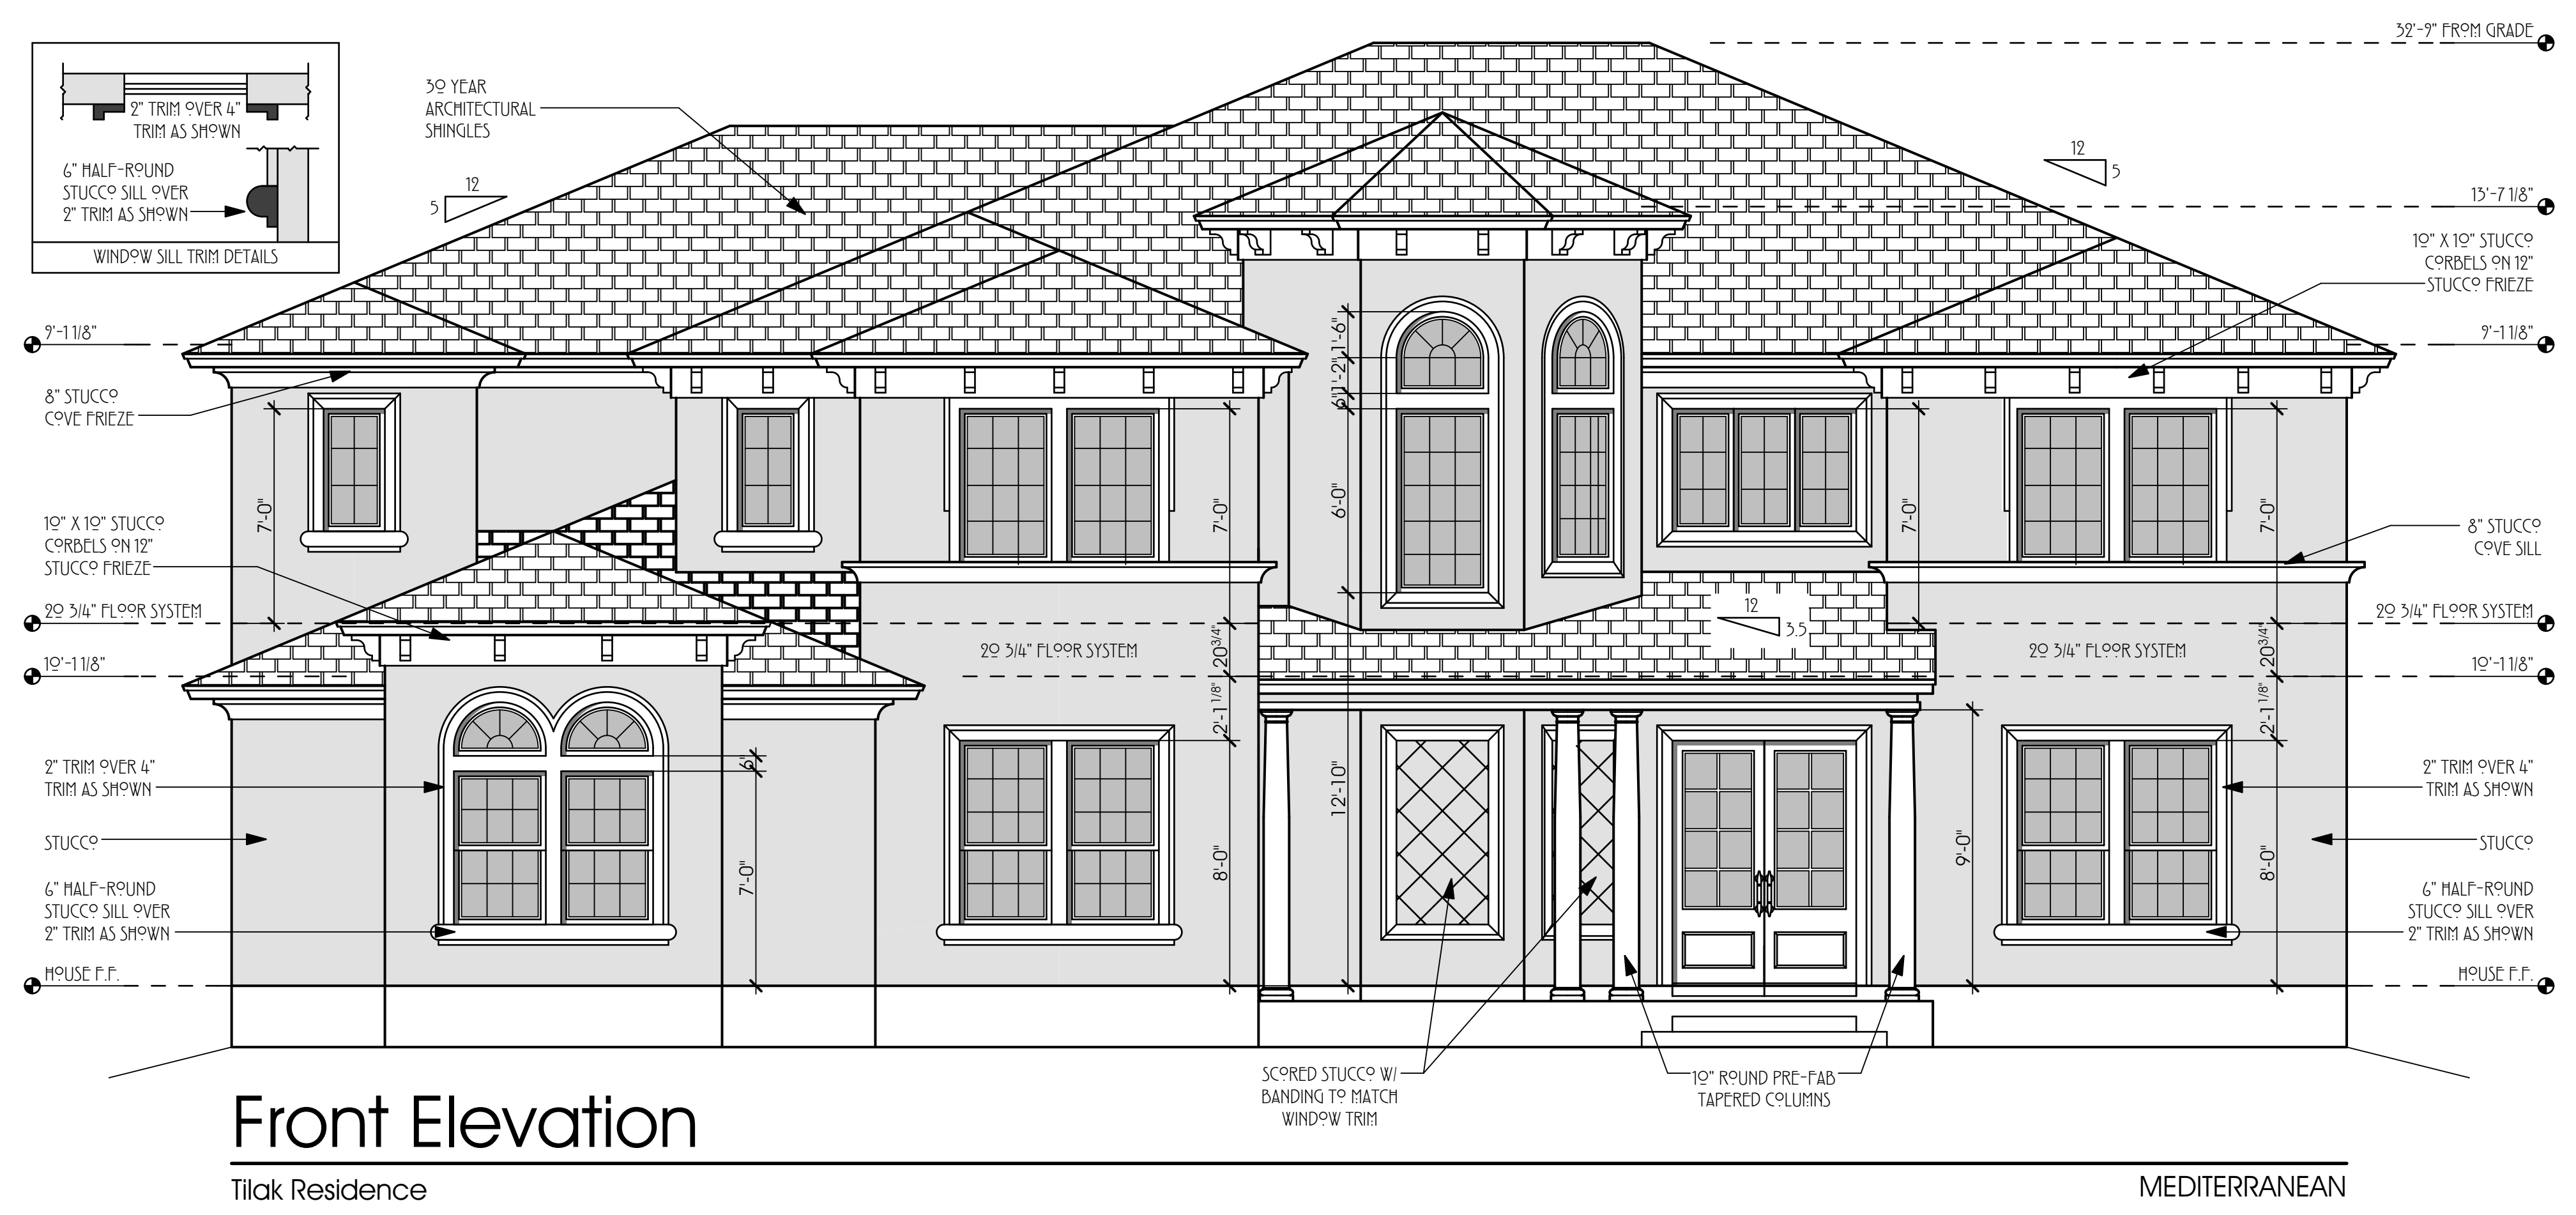 32'-9" FROM GRADE
2" TRIM OVER 4"
TRIM AS SHOWN
6" HALF-ROUND
STUCCO SILL OVER
2" TRIM AS SHOWN
WINDOW SILL TRIM DETAILS
30 YEAR
ARCHITECTURAL
SHINGLES
12
5
12
5
13'-7 1/8"
10" X 10" STUCCO
CORBELS ON 12"
STUCCO FRIEZE
9'-1 1/8"
9'-1 1/8"
8" STUCCO
COVE FRIEZE
10" X 10" STUCCO
CORBELS ON 12"
STUCCO FRIEZE
20 3/4" FLOOR SYSTEM
10'-1 1/8"
2" TRIM OVER 4"
TRIM AS SHOWN
STUCCO
6" HALF-ROUND
STUCCO SILL OVER
2" TRIM AS SHOWN
HOUSE F.F.
7'-0"
6"
7'-0"
7'-0"
20 3/4" FLOOR SYSTEM
20 3/4"
2'-1 1/8"
8'-0"
1'-6"
1'-2"
6"
6'-0"
12'-10"
12
3.5
7'-0"
9'-0"
7'-0"
20 3/4" FLOOR SYSTEM
20 3/4"
2'-1 1/8"
8'-0"
8" STUCCO
COVE SILL
20 3/4" FLOOR SYSTEM
10'-1 1/8"
2" TRIM OVER 4"
TRIM AS SHOWN
STUCCO
6" HALF-ROUND
STUCCO SILL OVER
2" TRIM AS SHOWN
HOUSE F.F.
SCORED STUCCO W/
BANDING TO MATCH
WINDOW TRIM
10" ROUND PRE-FAB
TAPERED COLUMNS
Front Elevation
Tilak Residence
MEDITERRANEAN